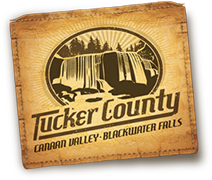 Tucker County
CANAAN VALLEY · BLACKWATER FALLS